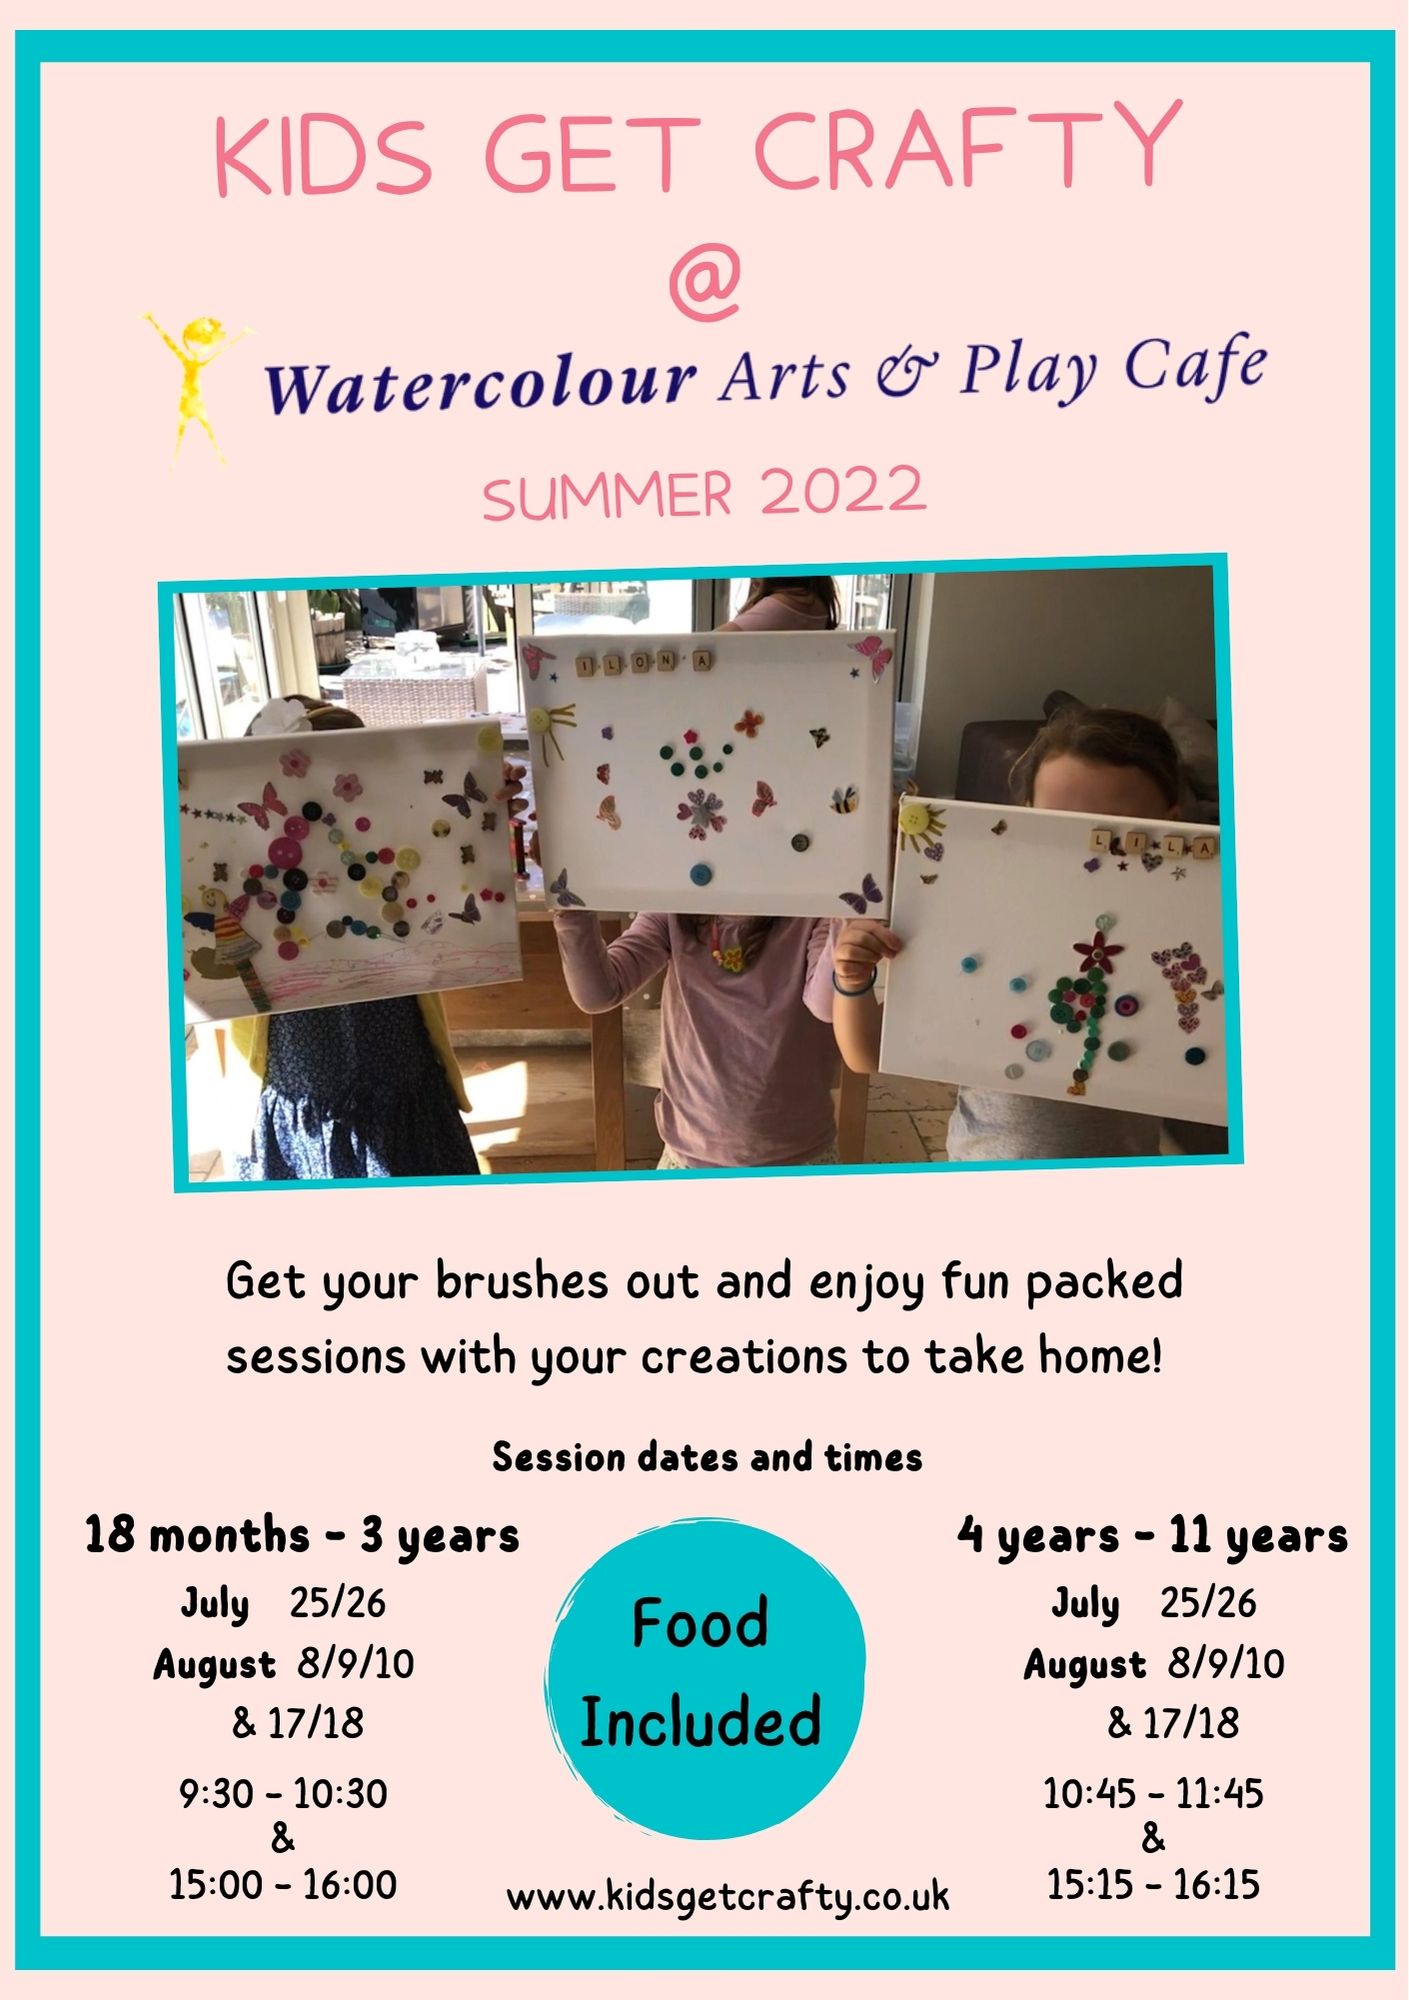 KIDS GET CRAFTY
@
Watercolour Arts & Play Cafe
SUMMER 2022
ILONA
LILA
Get your brushes out and enjoy fun packed
sessions with your creations to take home!
Session dates and times
18 months - 3 years
July 25/26
August 8/9/10
& 17/18
9:30 - 10:30
&
15:00 - 16:00
Food
Included
www.kidsgetcrafty.co.uk
4 years - 11 years
July 25/26
August 8/9/10
& 17/18
10:45 - 11:45
&
15:15 - 16:15